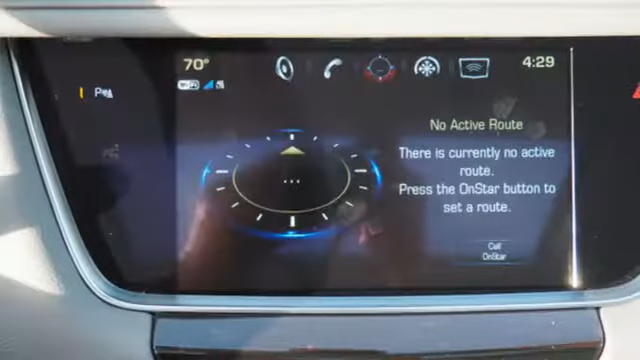 70°
4:29
No Active Route
There is currently no active
route.
Press the OnStar button to
set a route.
Call
OnStar